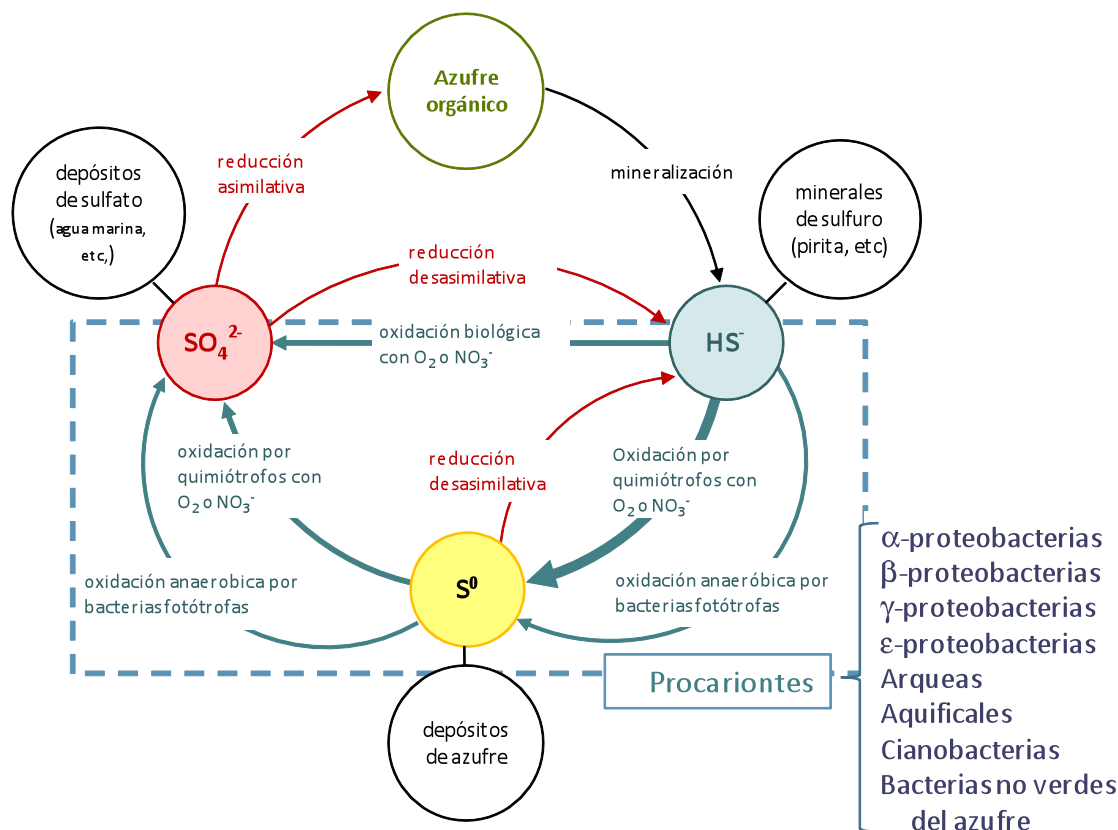 Azufre
orgánico
depósitos
de sulfato
(agua marina,
etc,)
reducción
asimilativa
mineralización
minerales
de sulfuro
(pirita, etc)
reducción
desasimilativa
SO₄²⁻
oxidación biológica
con O₂ o NO₃⁻
HS⁻
oxidación por
quimiótrofos con
O₂ o NO₃⁻
reducción
desasimilativa
Oxidación por
quimiótrofos con
O₂ o NO₃⁻
oxidación anaerobica por
bacterias fotótrofas
S⁰
oxidación anaeróbica por
bacterias fotótrofas
Procariontes
depósitos
de azufre
α-proteobacterias
β-proteobacterias
γ-proteobacterias
ε-proteobacterias
Arqueas
Aquificales
Cianobacterias
Bacterias no verdes
del azufre